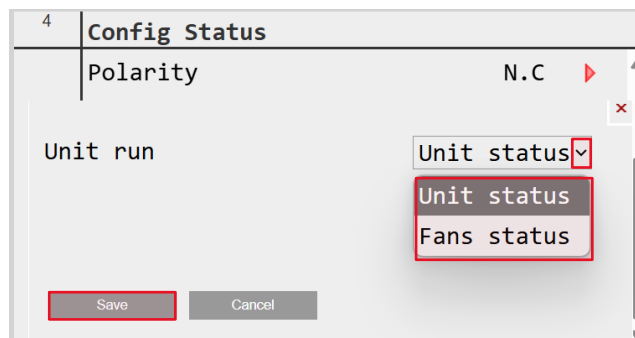 4
Config Status
Polarity N.C
Unit run Unit status
Unit status
Fans status
Save Cancel